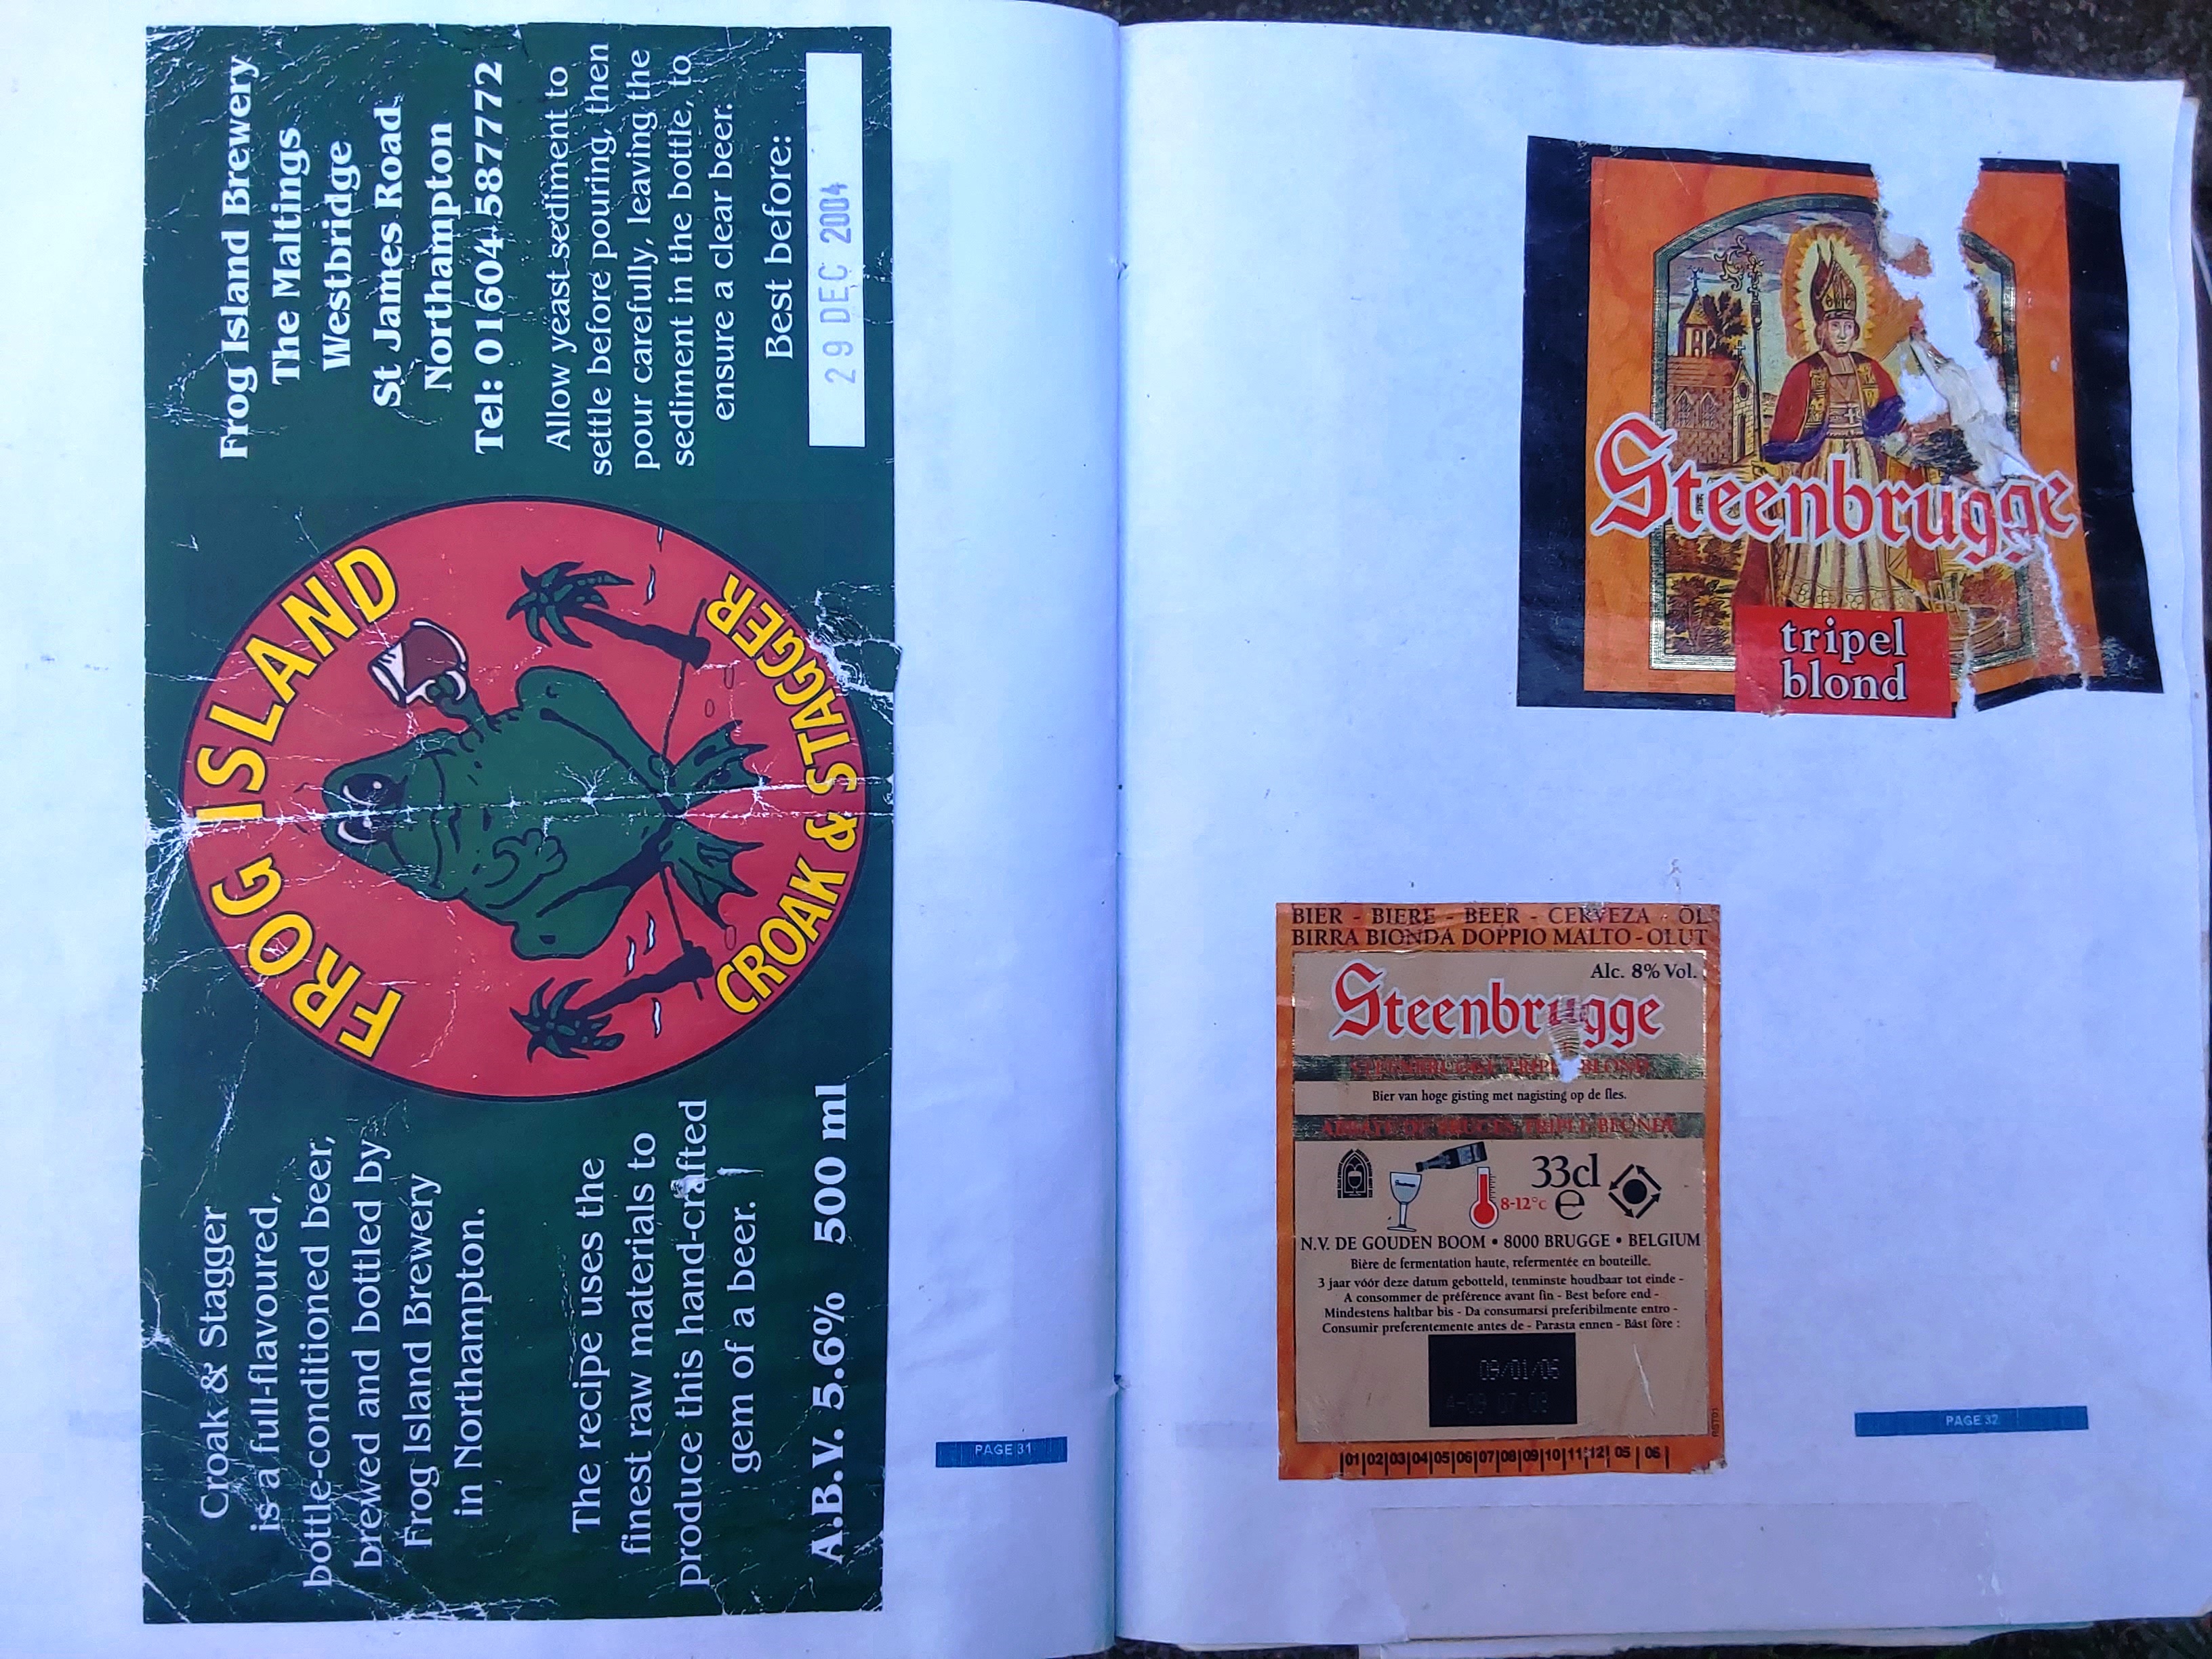 Croak & Stagger
is a full-flavoured,
bottle-conditioned beer,
brewed and bottled by
Frog Island Brewery
in Northampton.
The recipe uses the
finest raw materials to
produce this hand-crafted
gem of a beer.
A.B.V. 5.6% 500 ml
FROG ISLAND
CROAK & STAGGER
Frog Island Brewery
The Maltings
Westbridge
St James Road
Northampton
Tel: 01604 587772
Allow yeast sediment to
settle before pouring, then
pour carefully, leaving the
sediment in the bottle, to
ensure a clear beer.
Best before:
29 DEC 2004
PAGE 31
Steenbrugge
tripel
blond
BIER - BIERE - BEER - CERVEZA - ÖL
BIRRA BIONDA DOPPIO MALTO - OLUT
Alc. 8% Vol.
Steenbrugge
STEENBRUGGE TRIPEL BLOND
Bier van hoge gisting met nagisting op de fles.
ABBAYE DE BRUGES TRIPLE BLONDE
33cl
8-12°C e
N.V. DE GOUDEN BOOM • 8000 BRUGGE • BELGIUM
Bière de fermentation haute, refermentée en bouteille.
3 jaar vóór deze datum gebotteld, tenminste houdbaar tot einde -
A consommer de préférence avant fin - Best before end -
Mindestens haltbar bis - Da consumarsi preferibilmente entro -
Consumir preferentemente antes de - Parasta ennen - Bäst före :
09/01/06
|01|02|03|04|05|06|07|08|09|10|11|12| 05 | 06 |
PAGE 32